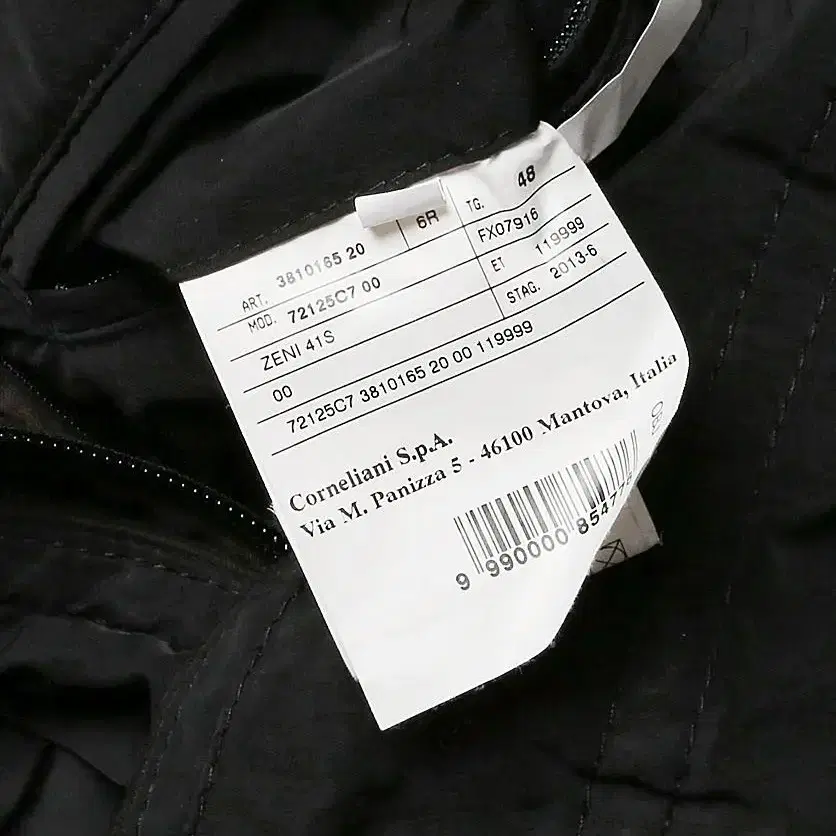 ART. 3810165 20 6R TG. 48
MOD. 72125C7 00 FX07916
ZENI 41S ET 119999
00 STAG. 2013-6
72125C7 3810165 20 00 119999
Corneliani S.p.A.
Via M. Panizza 5 - 46100 Mantova, Italia
9 990000 8547